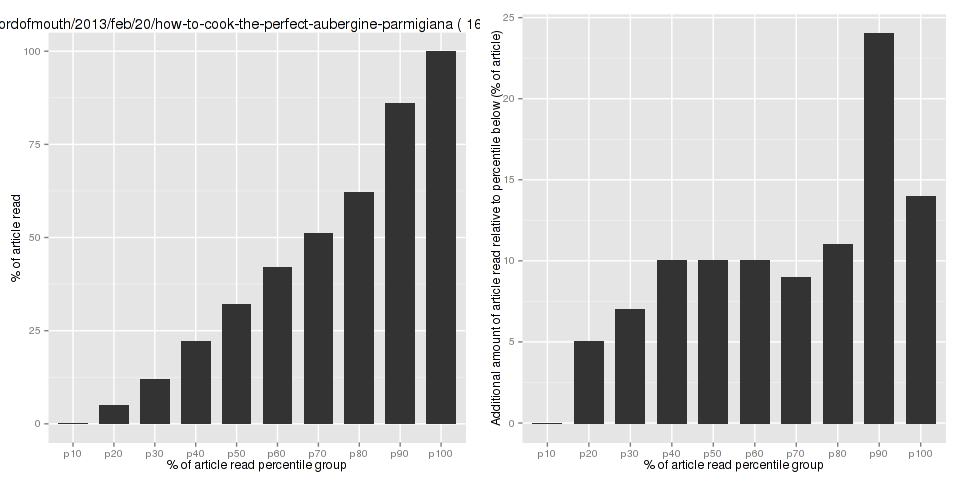 ordofmouth/2013/feb/20/how-to-cook-the-perfect-aubergine-parmigiana ( 16
% of article read
100
75
50
25
0
p10 p20 p30 p40 p50 p60 p70 p80 p90 p100
% of article read percentile group
Additional amount of article read relative to percentile below (% of article)
25
20
15
10
5
0
p10 p20 p30 p40 p50 p60 p70 p80 p90 p100
% of article read percentile group